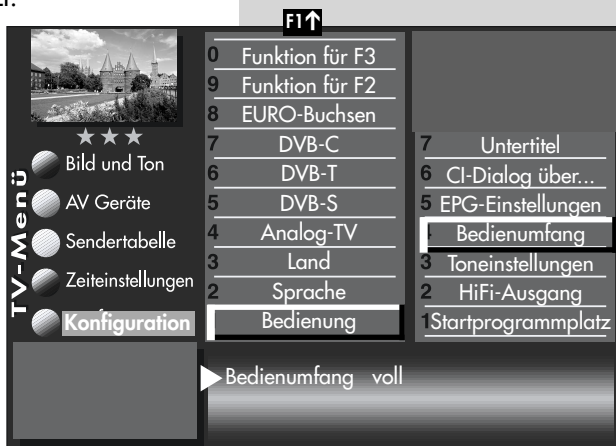 tr.
F1↑
TV-Menü
Bild und Ton
AV Geräte
Sendertabelle
Zeiteinstellungen
Konfiguration
0 Funktion für F3
9 Funktion für F2
8 EURO-Buchsen
7 DVB-C
6 DVB-T
5 DVB-S
4 Analog-TV
3 Land
2 Sprache
Bedienung
7 Untertitel
6 CI-Dialog über...
5 EPG-Einstellungen
Bedienumfang
3 Toneinstellungen
2 HiFi-Ausgang
1 Startprogrammplatz
Bedienumfang voll